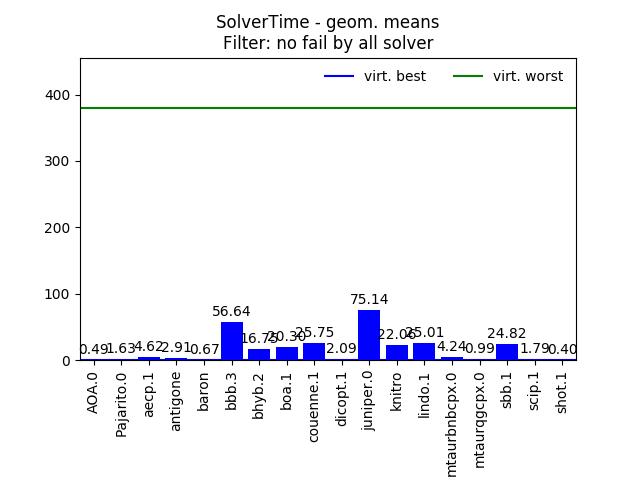 SolverTime - geom. means
Filter: no fail by all solver
virt. best
virt. worst
400
300
200
100
0
0.49
1.63
4.62
2.91
0.67
56.64
16.75
20.30
25.75
2.09
75.14
22.06
25.01
4.24
0.99
24.82
1.79
0.40
AOA.0
Pajarito.0
aecp.1
antigone
baron
bbb.3
bhyb.2
boa.1
couenne.1
dicopt.1
juniper.0
knitro
lindo.1
mtaurbnbcpx.0
mtaurqgcpx.0
sbb.1
scip.1
shot.1